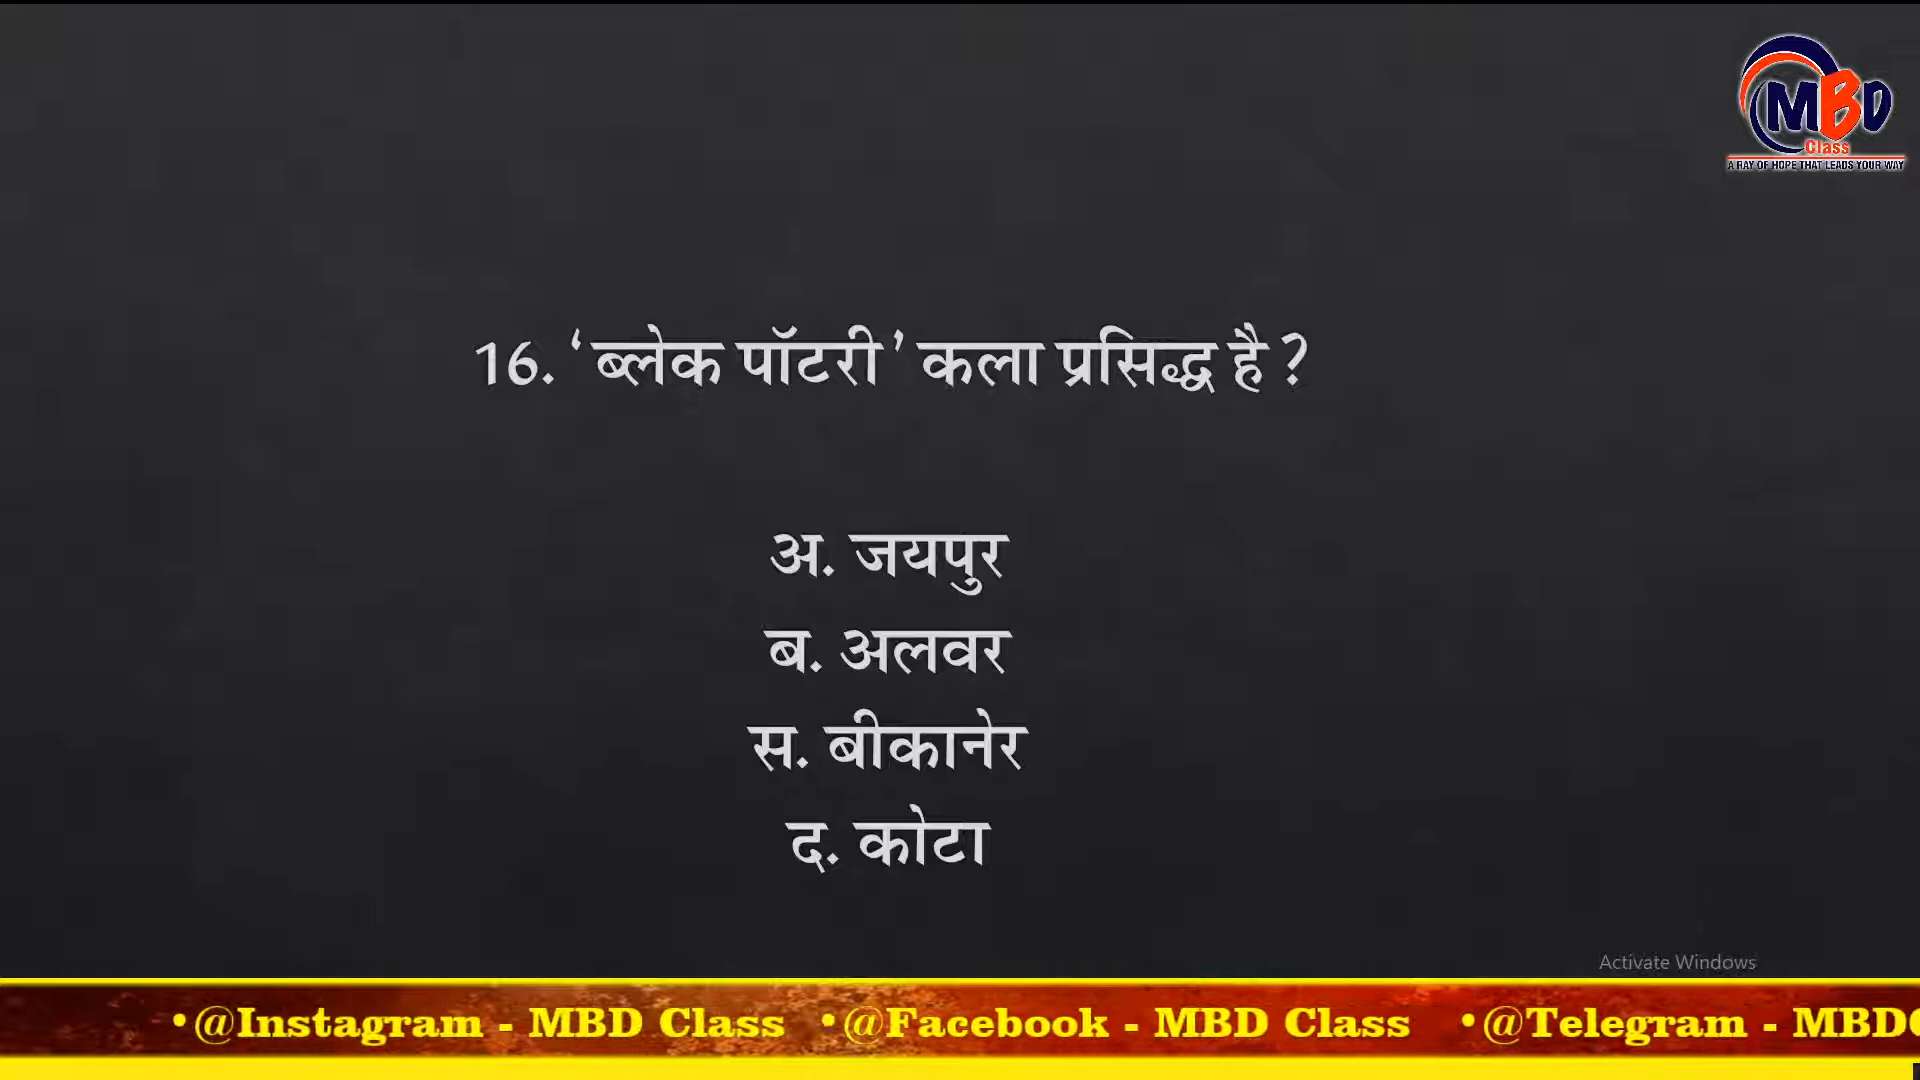 MBD
Class
A RAY OF HOPE THAT LEADS YOUR WAY
16. ‘ब्लेक पॉटरी’ कला प्रसिद्ध है ?
अ. जयपुर
ब. अलवर
स. बीकानेर
द. कोटा
Activate Windows
•@Instagram - MBD Class •@Facebook - MBD Class •@Telegram - MBD